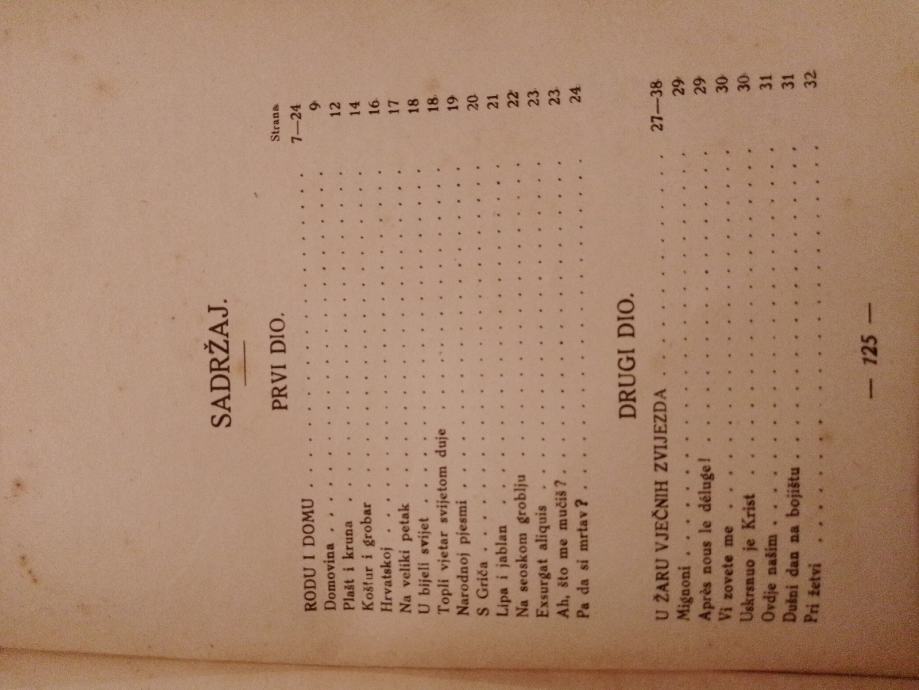 SADRŽAJ.
PRVI DIO.
Strana
RODU I DOMU . . . . . . . . . . . . . . . . 7—24
Domovina . . . . . . . . . . . . . . . . 9
Plašt i kruna . . . . . . . . . . . . . . . . 12
Košťur i grobar . . . . . . . . . . . . . . . . 14
Hrvatskoj . . . . . . . . . . . . . . . . 16
Na veliki petak . . . . . . . . . . . . . . . . 17
U bijeli svijet . . . . . . . . . . . . . . . . 18
Topli vjetar svijetom duje . . . . . . . . . . . . . 18
Narodnoj pjesmi . . . . . . . . . . . . . . . . 19
S Griča . . . . . . . . . . . . . . . . 20
Lipa i jablan . . . . . . . . . . . . . . . . 21
Na seoskom groblju . . . . . . . . . . . . . . . 22
Exsurgat aliquis . . . . . . . . . . . . . . . . 23
Ah, što me mučiš? . . . . . . . . . . . . . . . 23
Pa da si mrtav? . . . . . . . . . . . . . . . . 24
DRUGI DIO.
U ŽARU VJEČNIH ZVIJEZDA . . . . . . . . . . . 27—38
Mignoni . . . . . . . . . . . . . . . . 29
Après nous le déluge! . . . . . . . . . . . . . . 29
Vi zovete me . . . . . . . . . . . . . . . . 30
Uskrsnuo je Krist . . . . . . . . . . . . . . . 30
Ovdje našim . . . . . . . . . . . . . . . . 31
Dušni dan na bojištu . . . . . . . . . . . . . . 31
Pri žetvi . . . . . . . . . . . . . . . . 32
— 125 —